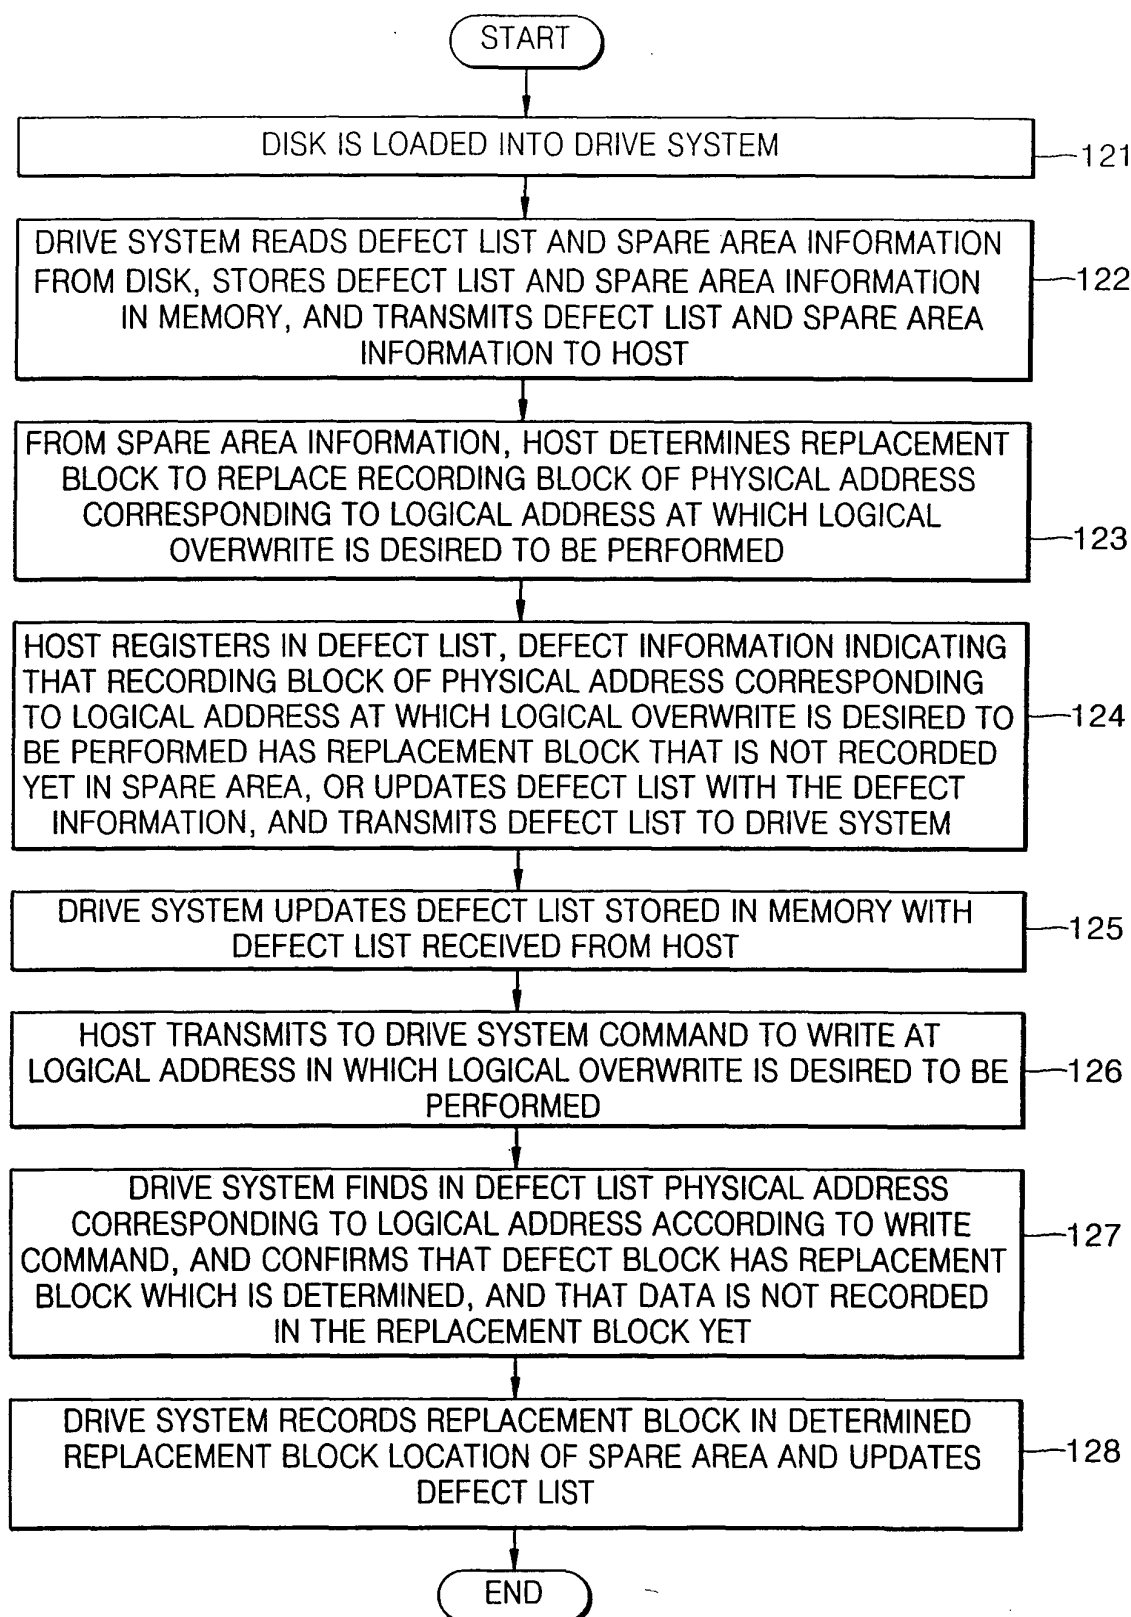 START
DISK IS LOADED INTO DRIVE SYSTEM
121
DRIVE SYSTEM READS DEFECT LIST AND SPARE AREA INFORMATION
FROM DISK, STORES DEFECT LIST AND SPARE AREA INFORMATION
IN MEMORY, AND TRANSMITS DEFECT LIST AND SPARE AREA
INFORMATION TO HOST
122
FROM SPARE AREA INFORMATION, HOST DETERMINES REPLACEMENT
BLOCK TO REPLACE RECORDING BLOCK OF PHYSICAL ADDRESS
CORRESPONDING TO LOGICAL ADDRESS AT WHICH LOGICAL
OVERWRITE IS DESIRED TO BE PERFORMED
123
HOST REGISTERS IN DEFECT LIST, DEFECT INFORMATION INDICATING
THAT RECORDING BLOCK OF PHYSICAL ADDRESS CORRESPONDING
TO LOGICAL ADDRESS AT WHICH LOGICAL OVERWRITE IS DESIRED TO
BE PERFORMED HAS REPLACEMENT BLOCK THAT IS NOT RECORDED
YET IN SPARE AREA, OR UPDATES DEFECT LIST WITH THE DEFECT
INFORMATION, AND TRANSMITS DEFECT LIST TO DRIVE SYSTEM
124
DRIVE SYSTEM UPDATES DEFECT LIST STORED IN MEMORY WITH
DEFECT LIST RECEIVED FROM HOST
125
HOST TRANSMITS TO DRIVE SYSTEM COMMAND TO WRITE AT
LOGICAL ADDRESS IN WHICH LOGICAL OVERWRITE IS DESIRED TO BE
PERFORMED
126
DRIVE SYSTEM FINDS IN DEFECT LIST PHYSICAL ADDRESS
CORRESPONDING TO LOGICAL ADDRESS ACCORDING TO WRITE
COMMAND, AND CONFIRMS THAT DEFECT BLOCK HAS REPLACEMENT
BLOCK WHICH IS DETERMINED, AND THAT DATA IS NOT RECORDED
IN THE REPLACEMENT BLOCK YET
127
DRIVE SYSTEM RECORDS REPLACEMENT BLOCK IN DETERMINED
REPLACEMENT BLOCK LOCATION OF SPARE AREA AND UPDATES
DEFECT LIST
128
END